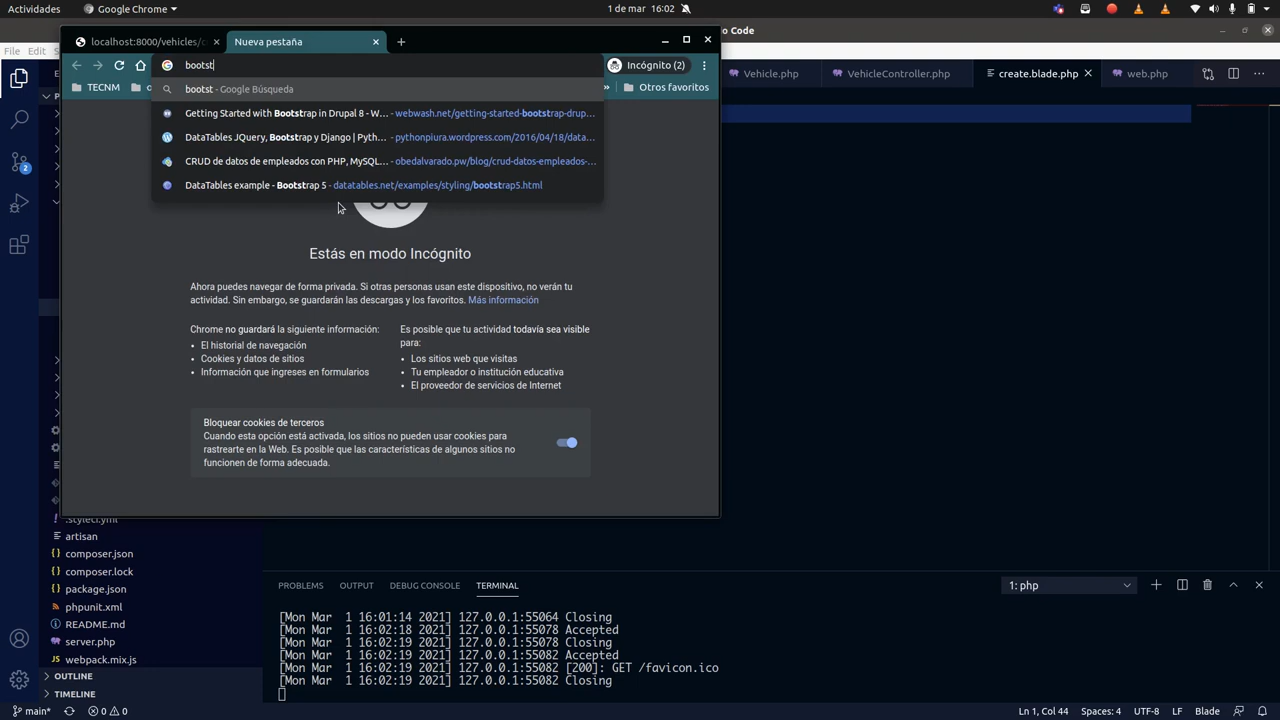 Actividades
Google Chrome
1 de mar 16:02
localhost:8000/vehicles/c
Nueva pestaña
o Code
File
Edit
bootst
Incógnito (2)
TECNM
»
Otros favoritos
bootst - Google Búsqueda
Getting Started with Bootstrap in Drupal 8 - W... - webwash.net/getting-started-bootstrap-drup...
DataTables JQuery, Bootstrap y Django | Pyth... - pythonpiura.wordpress.com/2016/04/18/data...
CRUD de datos de empleados con PHP, MySQL... - obedalvarado.pw/blog/crud-datos-empleados-...
DataTables example - Bootstrap 5 - datatables.net/examples/styling/bootstrap5.html
Vehicle.php
VehicleController.php
create.blade.php
web.php
Estás en modo Incógnito
Ahora puedes navegar de forma privada. Si otras personas usan este dispositivo, no verán tu
actividad. Sin embargo, se guardarán las descargas y los favoritos. Más información
Chrome no guardará la siguiente información:
• El historial de navegación
• Cookies y datos de sitios
• Información que ingreses en formularios
Es posible que tu actividad todavía sea visible
para:
• Los sitios web que visitas
• Tu empleador o institución educativa
• El proveedor de servicios de Internet
Bloquear cookies de terceros
Cuando esta opción está activada, los sitios no pueden usar cookies para
rastrearte en la Web. Es posible que las características de algunos sitios no
funcionen de forma adecuada.
2
.styleci.yml
artisan
composer.json
composer.lock
package.json
phpunit.xml
README.md
server.php
webpack.mix.js
OUTLINE
TIMELINE
PROBLEMS
OUTPUT
DEBUG CONSOLE
TERMINAL
1: php
[Mon Mar  1 16:01:14 2021] 127.0.0.1:55064 Closing
[Mon Mar  1 16:02:18 2021] 127.0.0.1:55078 Accepted
[Mon Mar  1 16:02:19 2021] 127.0.0.1:55078 Closing
[Mon Mar  1 16:02:19 2021] 127.0.0.1:55082 Accepted
[Mon Mar  1 16:02:19 2021] 127.0.0.1:55082 [200]: GET /favicon.ico
[Mon Mar  1 16:02:19 2021] 127.0.0.1:55082 Closing
main*
0
0
Ln 1, Col 44
Spaces: 4
UTF-8
LF
Blade